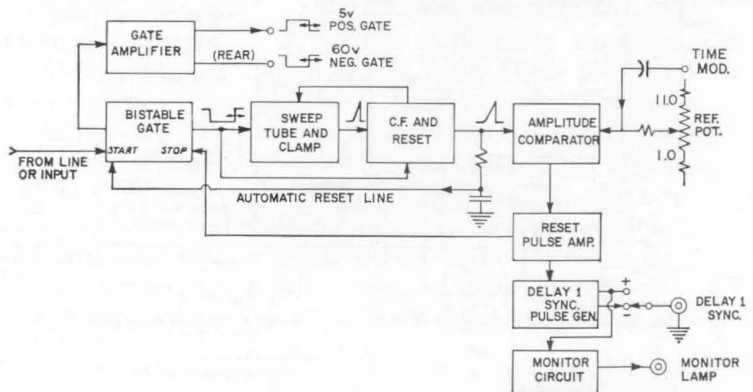 GATE
AMPLIFIER
5v
POS. GATE
(REAR)
60v
NEG. GATE
TIME
MOD.
BISTABLE
GATE
START STOP
FROM LINE
OR INPUT
SWEEP
TUBE AND
CLAMP
C.F. AND
RESET
AMPLITUDE
COMPARATOR
11.0
REF.
POT.
1.0
AUTOMATIC RESET LINE
RESET
PULSE AMP.
DELAY 1
SYNC.
PULSE GEN.
+
−
DELAY 1
SYNC.
MONITOR
CIRCUIT
MONITOR
LAMP